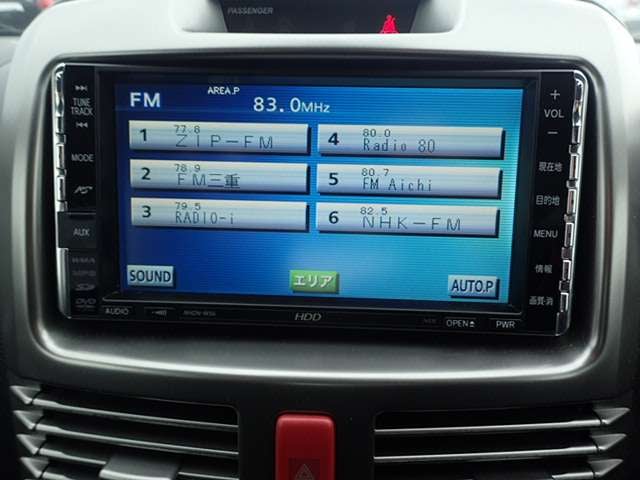 PASSENGER
AREA.P
FM 83.0MHz
1 77.8 ZIP-FM
4 80.0 Radio 80
2 78.9 FM三重
5 80.7 FM Aichi
3 79.5 RADIO-i
6 82.5 NHK-FM
SOUND エリア AUTO.P
TUNE
TRACK
MODE
AUX
WMA
MP3
DVD
+
VOL
-
現在地
目的地
MENU
情報
画質・消
AUDIO HDD OPEN PWR